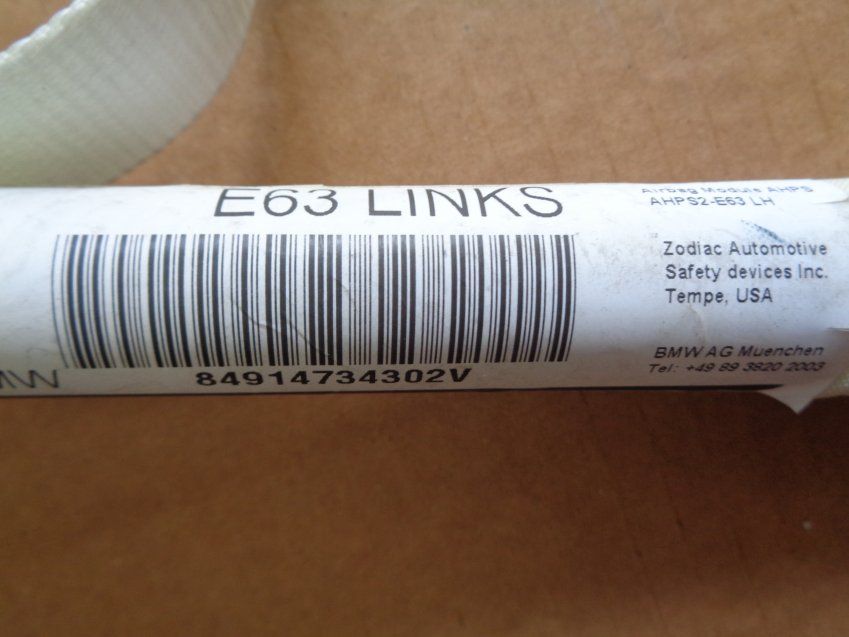 E63 LINKS
Airbag Module AHPS
AHPS2-E63 LH
Zodiac Automotive
Safety devices Inc.
Tempe, USA
BMW AG Muenchen
Tel: +49 89 3820 2003
MW
84914734302V